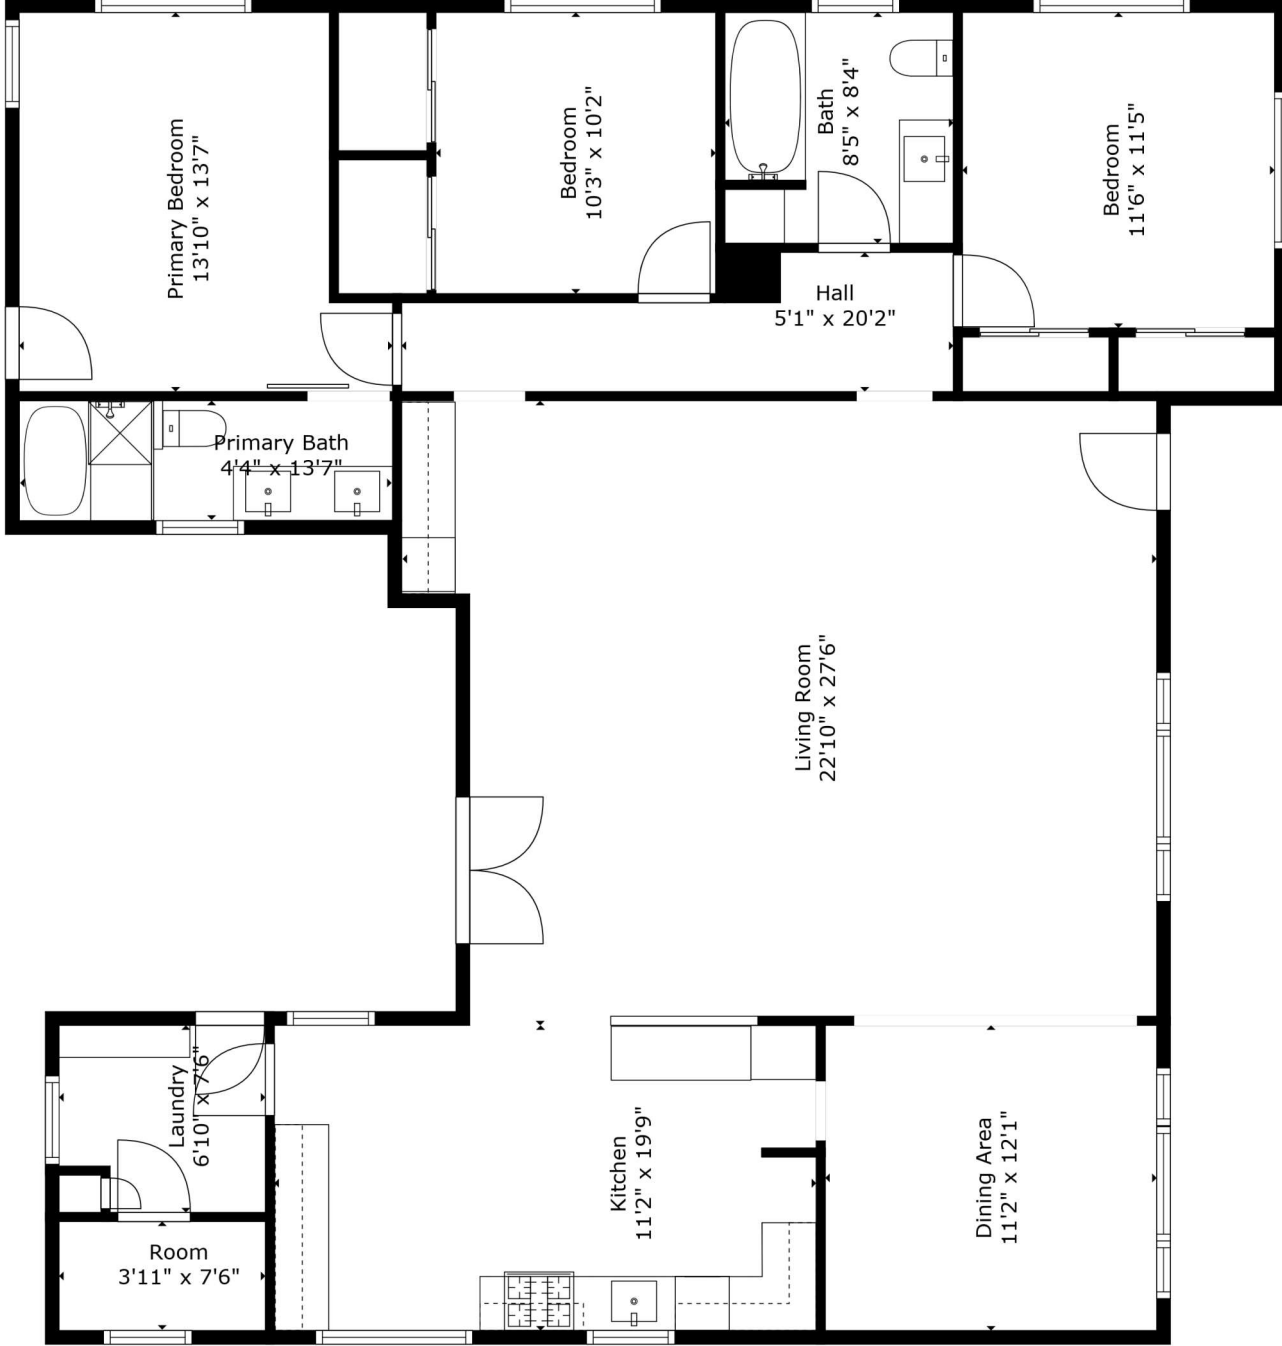 Primary Bedroom
13'10" x 13'7"
Bedroom
10'3" x 10'2"
Bath
8'5" x 8'4"
Bedroom
11'6" x 11'5"
Hall
5'1" x 20'2"
Primary Bath
4'4" x 13'7"
Living Room
22'10" x 27'6"
Laundry
6'10" x 7'6"
Kitchen
11'2" x 19'9"
Dining Area
11'2" x 12'1"
Room
3'11" x 7'6"